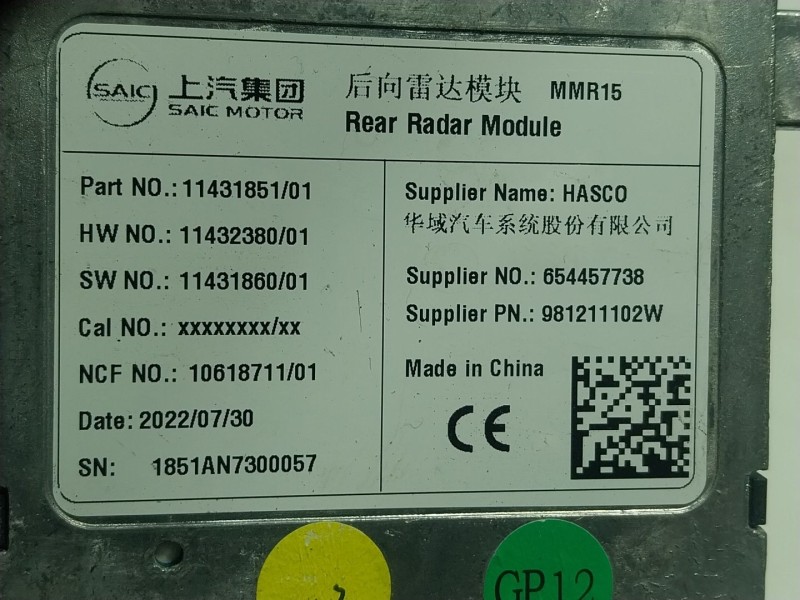 SAIC 上汽集团
SAIC MOTOR
后向雷达模块 MMR15
Rear Radar Module
Part NO.: 11431851/01
HW NO.: 11432380/01
SW NO.: 11431860/01
Cal NO.: xxxxxxxx/xx
NCF NO.: 10618711/01
Date: 2022/07/30
SN: 1851AN7300057
Supplier Name: HASCO
华域汽车系统股份有限公司
Supplier NO.: 654457738
Supplier PN.: 981211102W
Made in China
CE
GP12